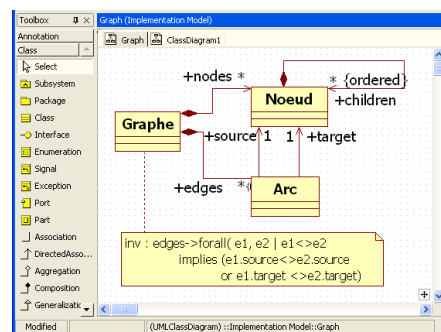 Toolbox
Graph (Implementation Model)
Annotation
Class
Select
Subsystem
Package
Class
Interface
Enumeration
Signal
Exception
Port
Part
Association
DirectedAsso...
Aggregation
Composition
Generalizatic
Graph
ClassDiagram1
+nodes *
Noeud
* {ordered}
+children
Graphe
+source 1
1 +target
+edges *{
Arc
inv : edges->forall( e1, e2 | e1<>e2
implies (e1.source<>e2.source
or e1.target <>e2.target)
Modified
(UMLClassDiagram) ::Implementation Model::Graph